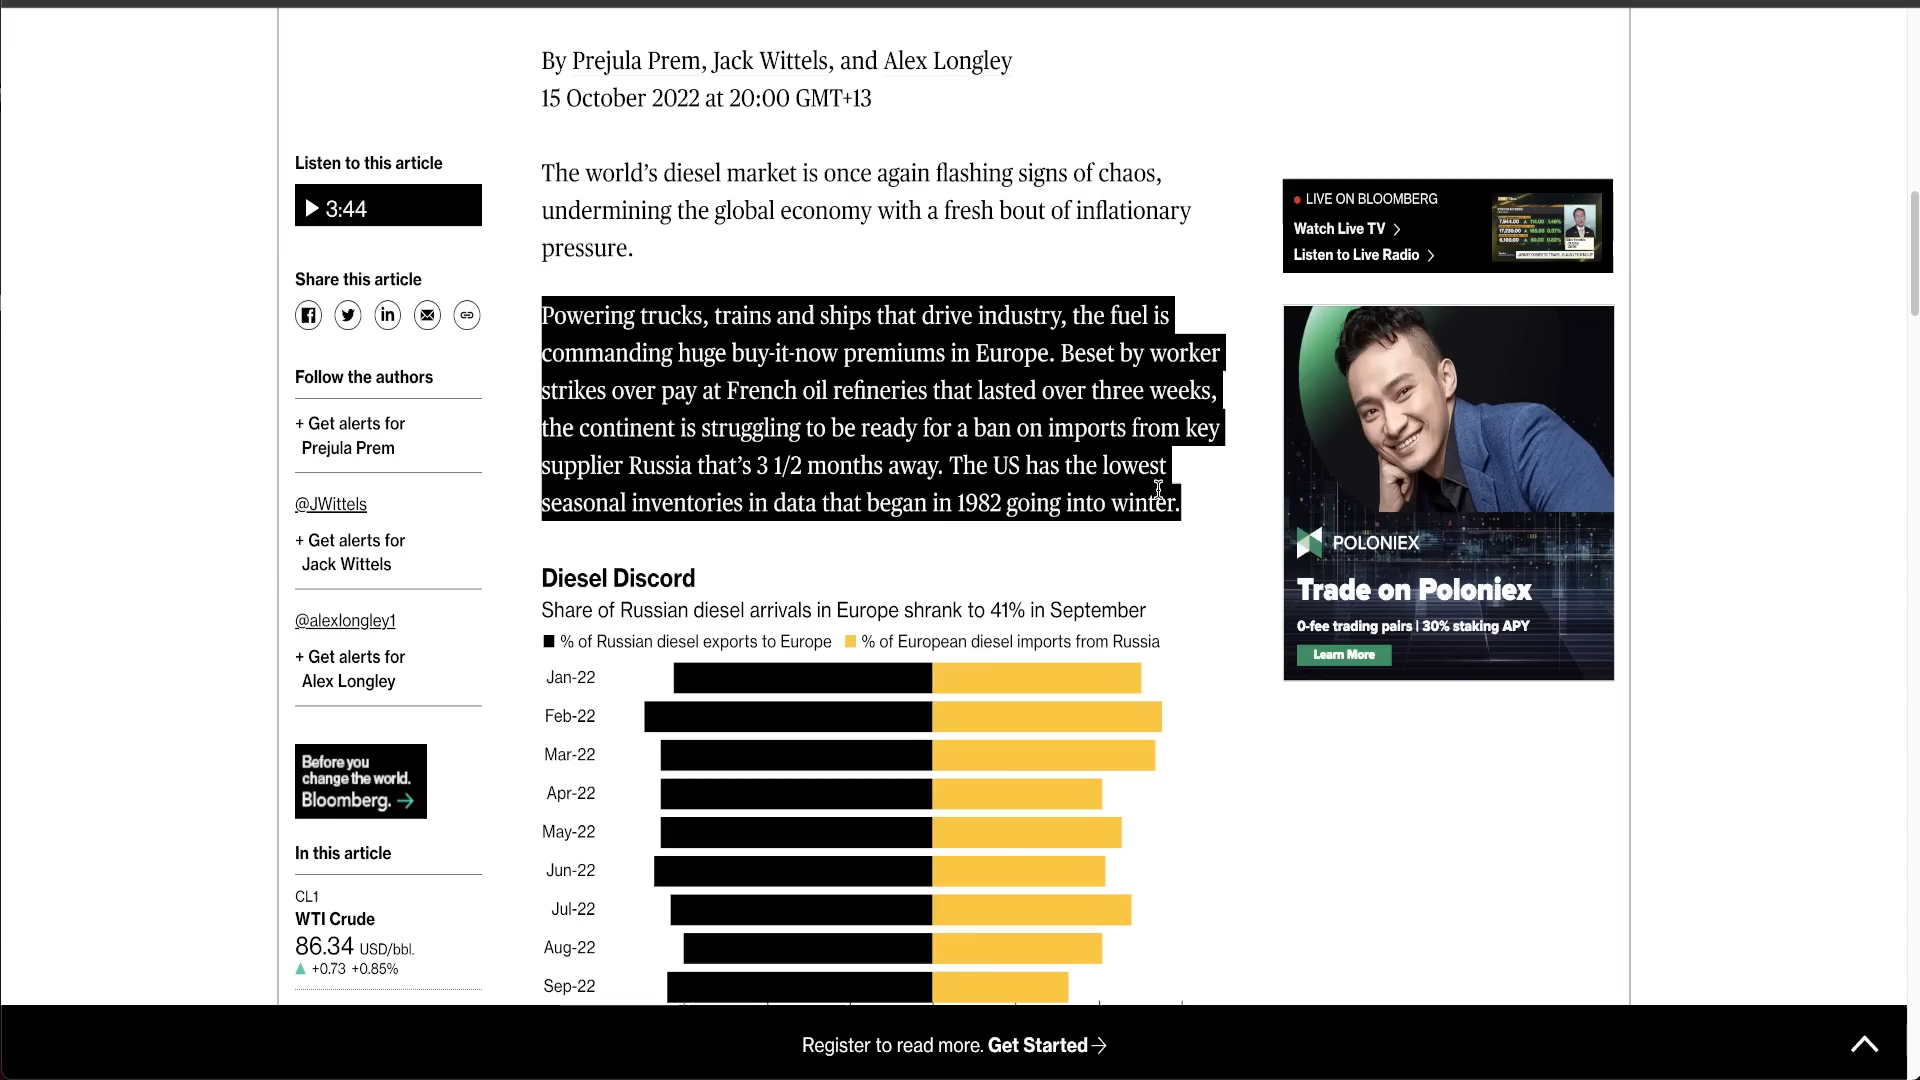 By Prejula Prem, Jack Wittels, and Alex Longley
15 October 2022 at 20:00 GMT+13
Listen to this article
3:44
Share this article
Follow the authors
+ Get alerts for
Prejula Prem
@JWittels
+ Get alerts for
Jack Wittels
@alexlongley1
+ Get alerts for
Alex Longley
Before you
change the world.
Bloomberg.
In this article
CL1
WTI Crude
86.34 USD/bbl.
+0.73 +0.85%
The world’s diesel market is once again flashing signs of chaos,
undermining the global economy with a fresh bout of inflationary
pressure.
Powering trucks, trains and ships that drive industry, the fuel is
commanding huge buy-it-now premiums in Europe. Beset by worker
strikes over pay at French oil refineries that lasted over three weeks,
the continent is struggling to be ready for a ban on imports from key
supplier Russia that’s 3 1/2 months away. The US has the lowest
seasonal inventories in data that began in 1982 going into winter.
Diesel Discord
Share of Russian diesel arrivals in Europe shrank to 41% in September
% of Russian diesel exports to Europe % of European diesel imports from Russia
Jan-22
Feb-22
Mar-22
Apr-22
May-22
Jun-22
Jul-22
Aug-22
Sep-22
LIVE ON BLOOMBERG
Watch Live TV
Listen to Live Radio
POLONIEX
Trade on Poloniex
0-fee trading pairs | 30% staking APY
Learn More
Register to read more. Get Started